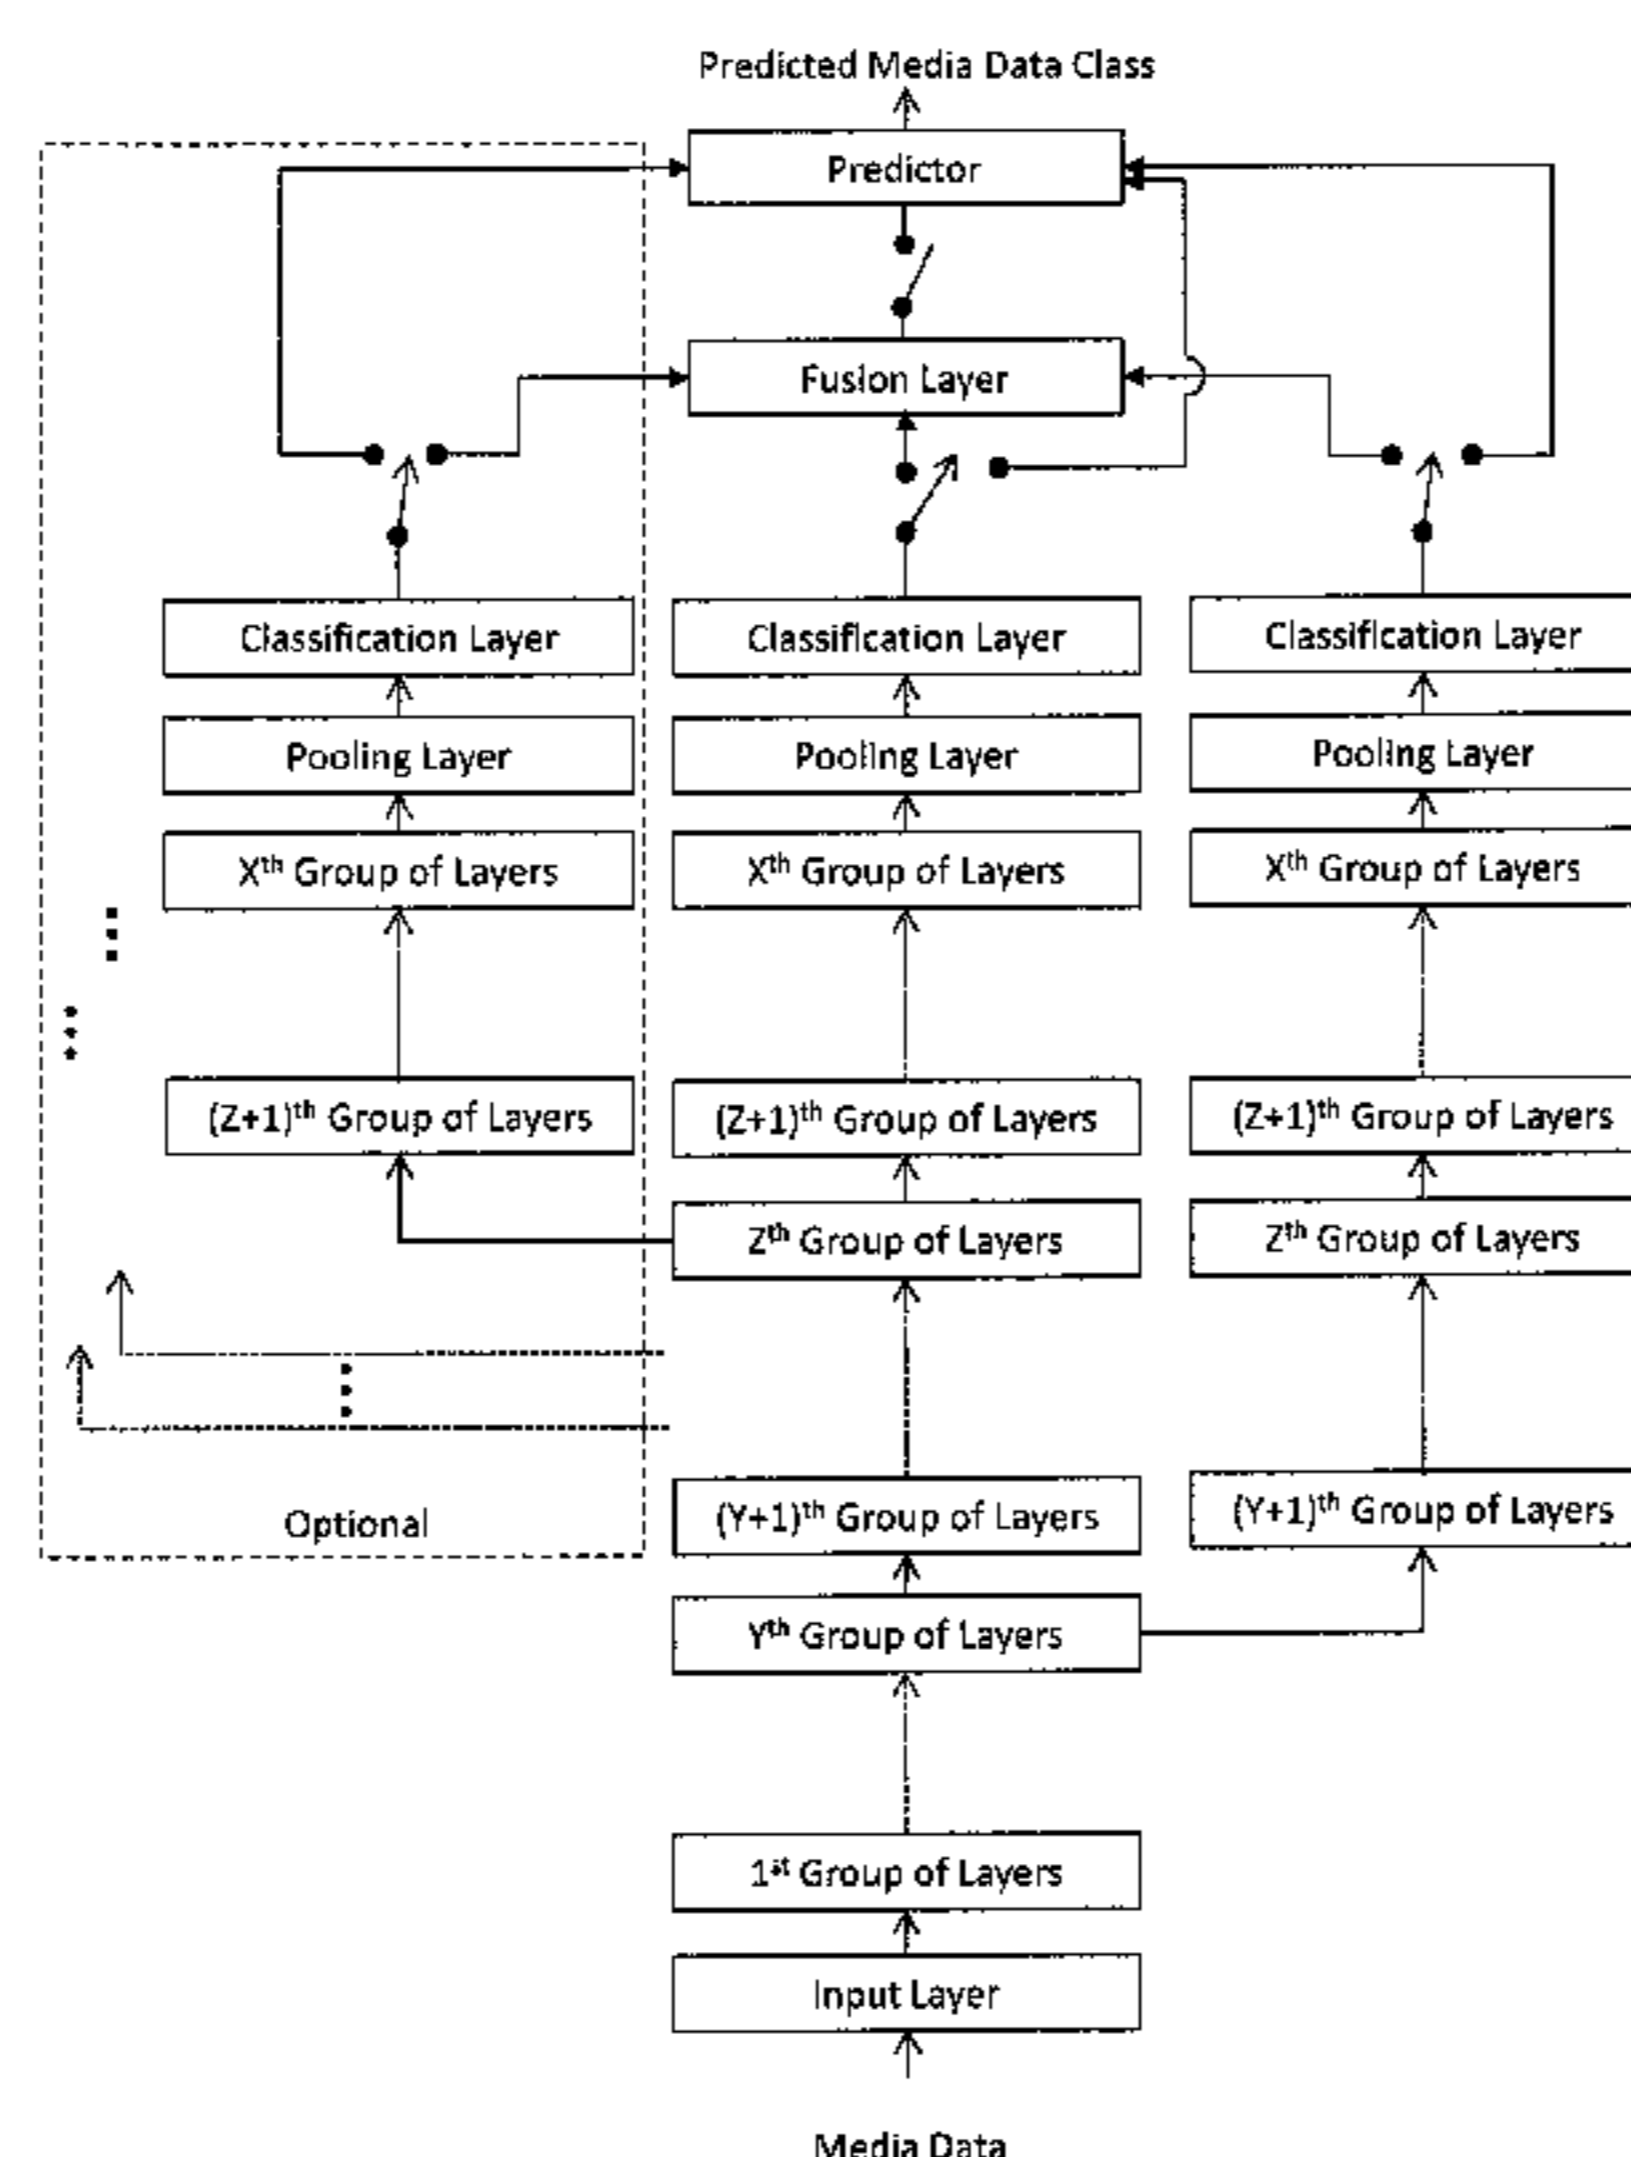 Predicted Media Data Class
Predictor
Fusion Layer
Classification Layer
Classification Layer
Classification Layer
Pooling Layer
Pooling Layer
Pooling Layer
Xth Group of Layers
Xth Group of Layers
Xth Group of Layers
(Z+1)th Group of Layers
(Z+1)th Group of Layers
(Z+1)th Group of Layers
Zth Group of Layers
Zth Group of Layers
Optional
(Y+1)th Group of Layers
(Y+1)th Group of Layers
Yth Group of Layers
1st Group of Layers
Input Layer
Media Data